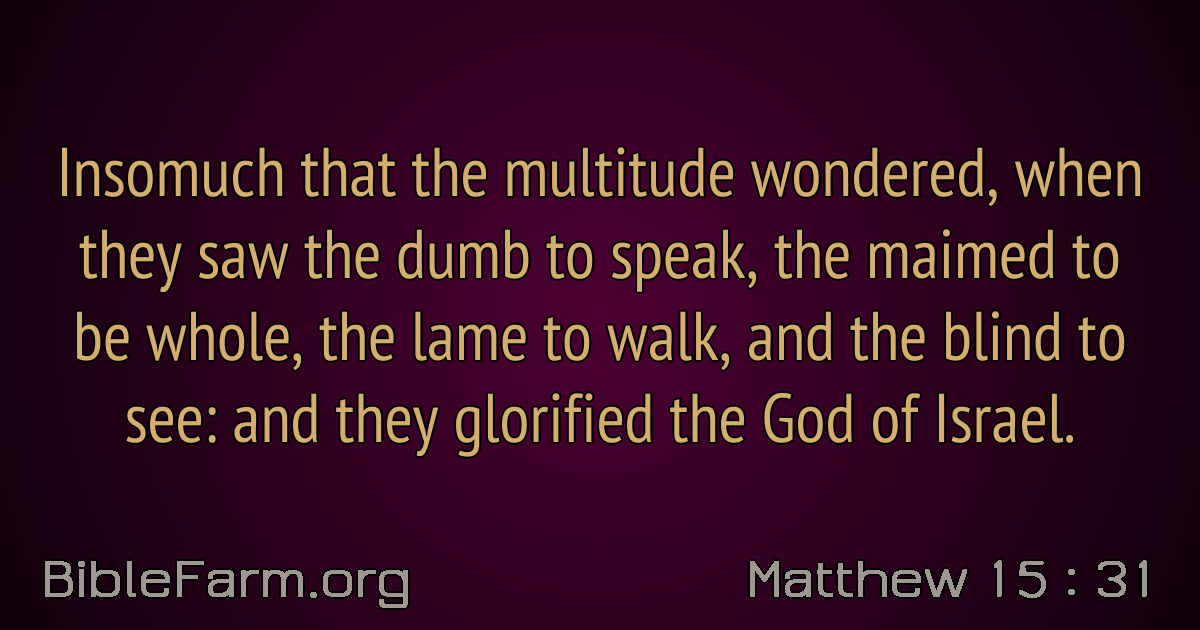 Insomuch that the multitude wondered, when
they saw the dumb to speak, the maimed to
be whole, the lame to walk, and the blind to
see: and they glorified the God of Israel.
BibleFarm.org
Matthew 15 : 31